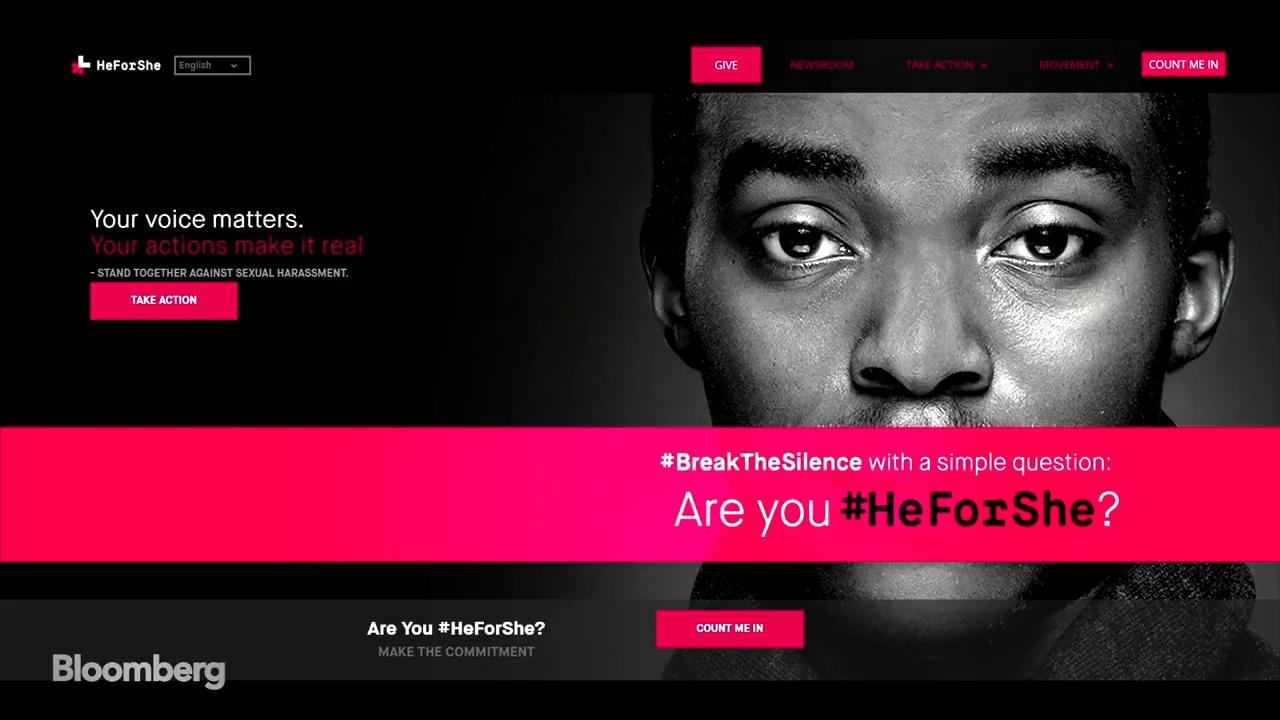 HeForShe
English
GIVE
NEWSROOM
TAKE ACTION
MOVEMENT
COUNT ME IN
Your voice matters.
Your actions make it real
- STAND TOGETHER AGAINST SEXUAL HARASSMENT.
TAKE ACTION
#BreakTheSilence with a simple question:
Are you #HeForShe?
Are You #HeForShe?
MAKE THE COMMITMENT
COUNT ME IN
Bloomberg